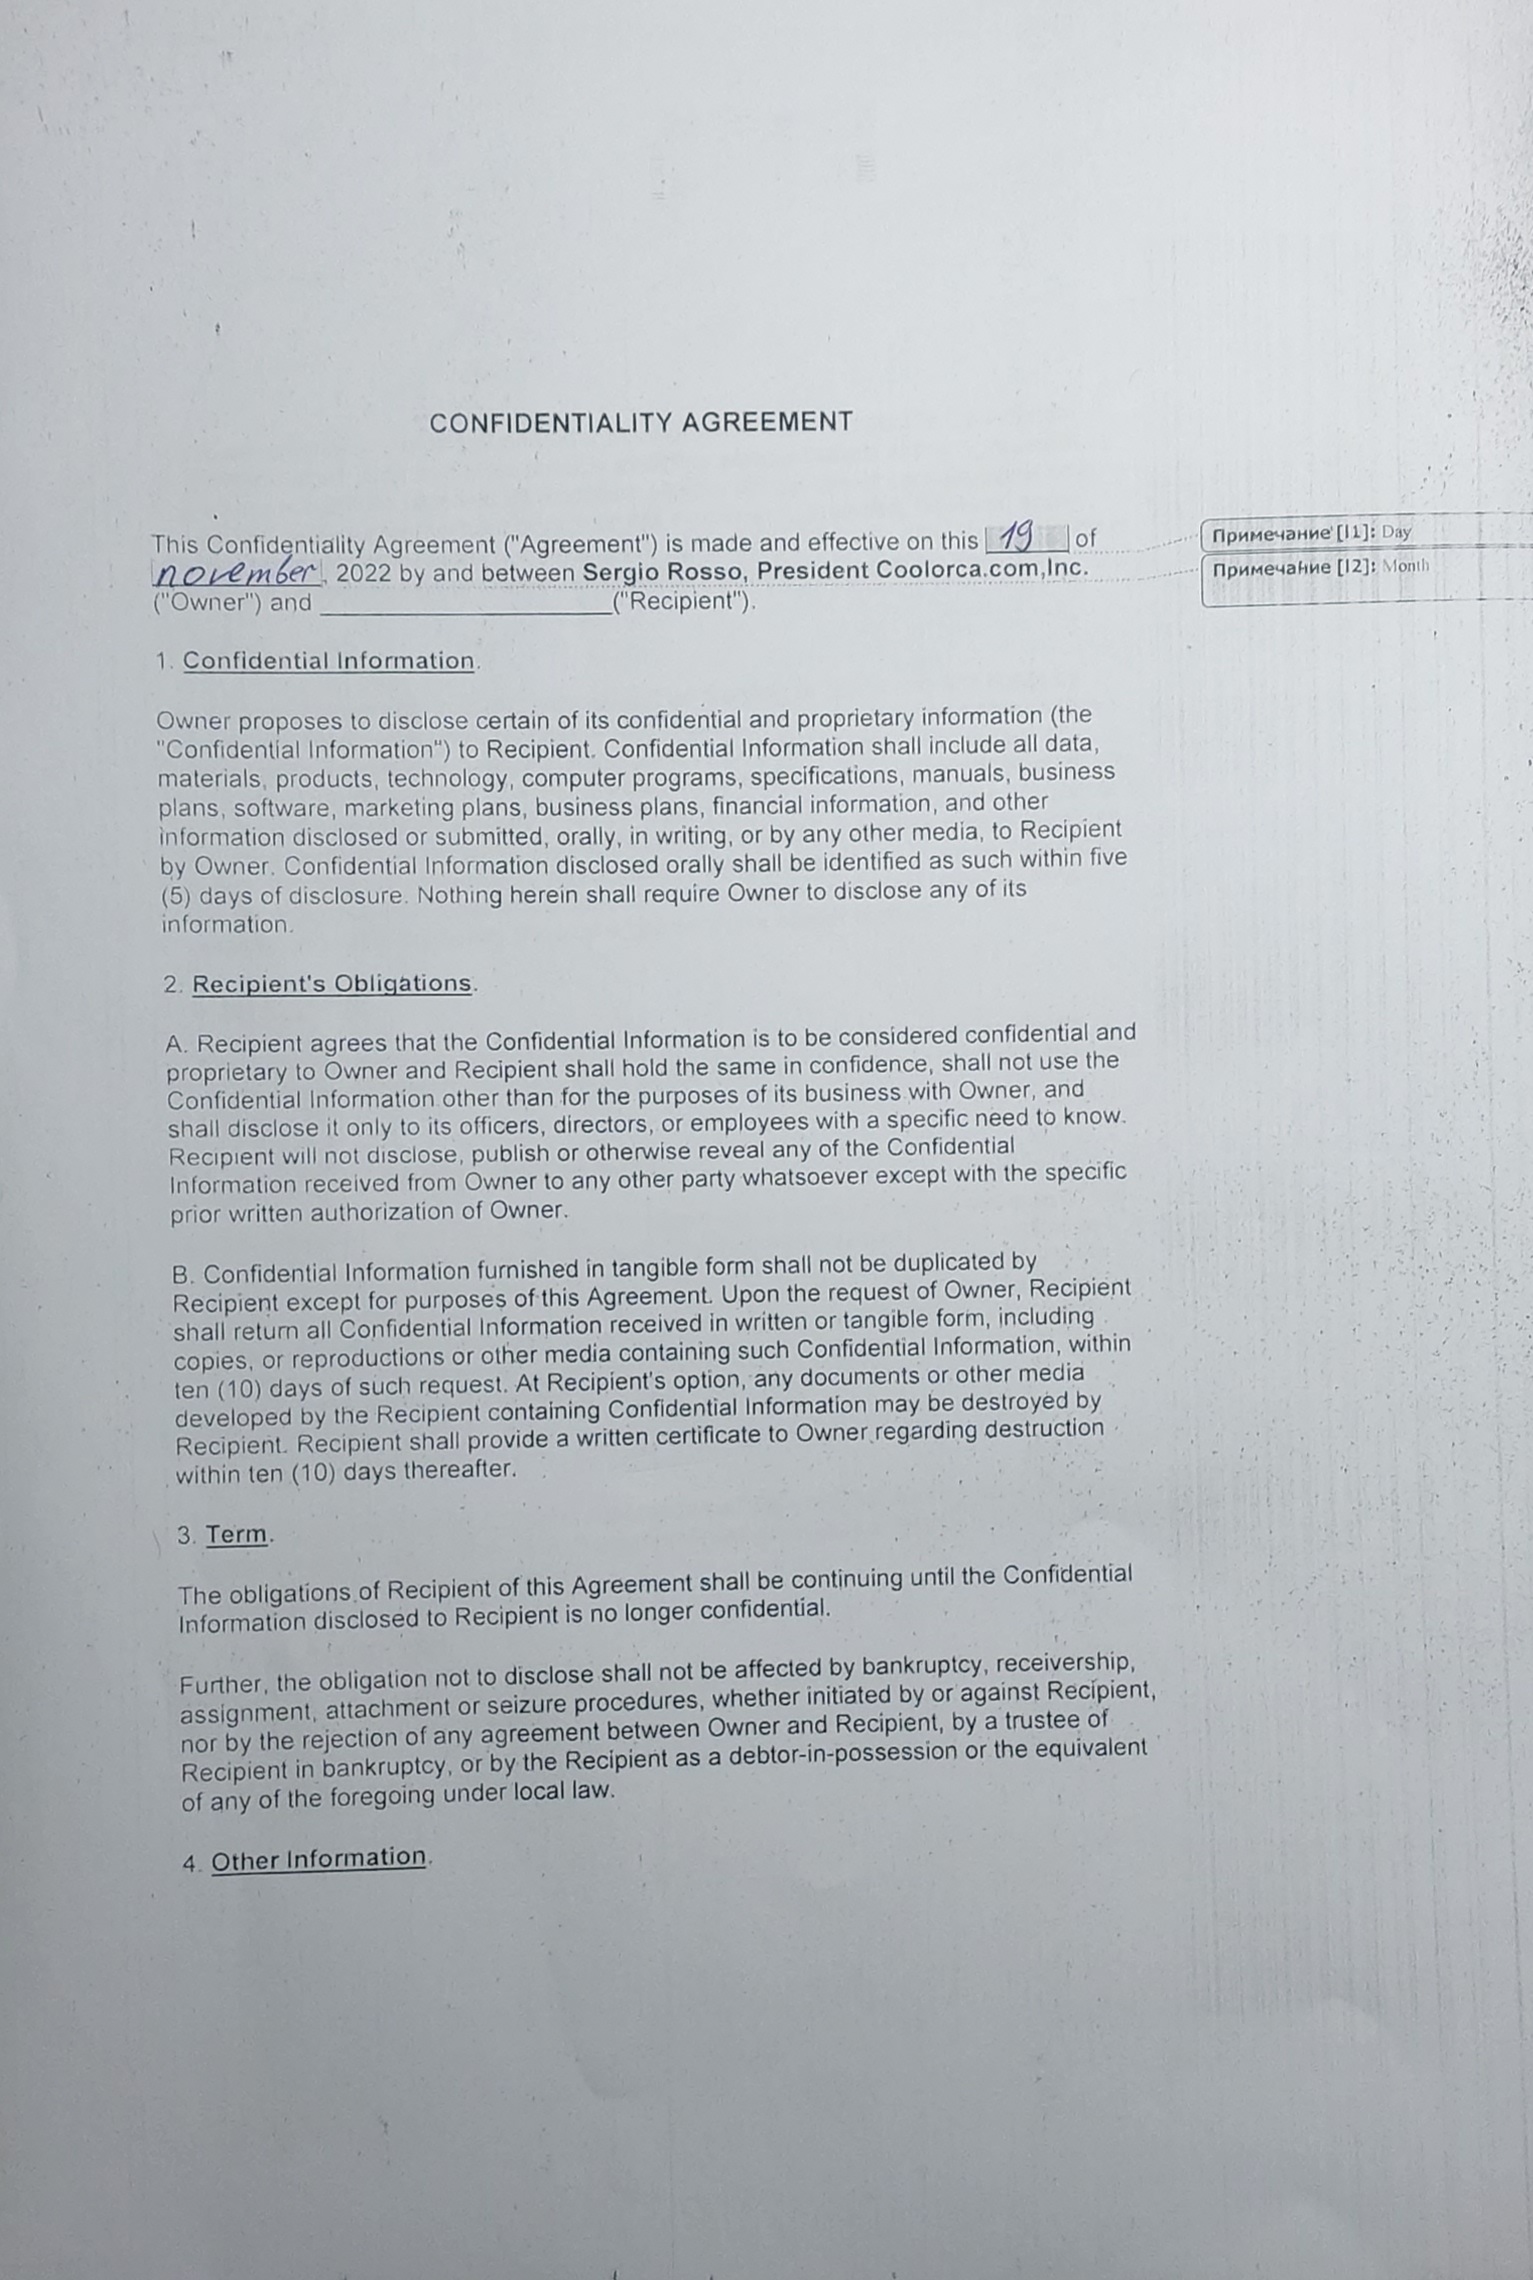 CONFIDENTIALITY AGREEMENT
This Confidentiality Agreement ("Agreement") is made and effective on this 19 of
november, 2022 by and between Sergio Rosso, President Coolorca.com,Inc.
("Owner") and ____________________("Recipient").
Примечание [I1]: Day
Примечание [I2]: Month
1. Confidential Information.
Owner proposes to disclose certain of its confidential and proprietary information (the
"Confidential Information") to Recipient. Confidential Information shall include all data,
materials, products, technology, computer programs, specifications, manuals, business
plans, software, marketing plans, business plans, financial information, and other
information disclosed or submitted, orally, in writing, or by any other media, to Recipient
by Owner. Confidential Information disclosed orally shall be identified as such within five
(5) days of disclosure. Nothing herein shall require Owner to disclose any of its
information.
2. Recipient's Obligations.
A. Recipient agrees that the Confidential Information is to be considered confidential and
proprietary to Owner and Recipient shall hold the same in confidence, shall not use the
Confidential Information other than for the purposes of its business with Owner, and
shall disclose it only to its officers, directors, or employees with a specific need to know.
Recipient will not disclose, publish or otherwise reveal any of the Confidential
Information received from Owner to any other party whatsoever except with the specific
prior written authorization of Owner.
B. Confidential Information furnished in tangible form shall not be duplicated by
Recipient except for purposes of this Agreement. Upon the request of Owner, Recipient
shall return all Confidential Information received in written or tangible form, including
copies, or reproductions or other media containing such Confidential Information, within
ten (10) days of such request. At Recipient's option, any documents or other media
developed by the Recipient containing Confidential Information may be destroyed by
Recipient. Recipient shall provide a written certificate to Owner regarding destruction
within ten (10) days thereafter.
3. Term.
The obligations of Recipient of this Agreement shall be continuing until the Confidential
Information disclosed to Recipient is no longer confidential.
Further, the obligation not to disclose shall not be affected by bankruptcy, receivership,
assignment, attachment or seizure procedures, whether initiated by or against Recipient,
nor by the rejection of any agreement between Owner and Recipient, by a trustee of
Recipient in bankruptcy, or by the Recipient as a debtor-in-possession or the equivalent
of any of the foregoing under local law.
4. Other Information.